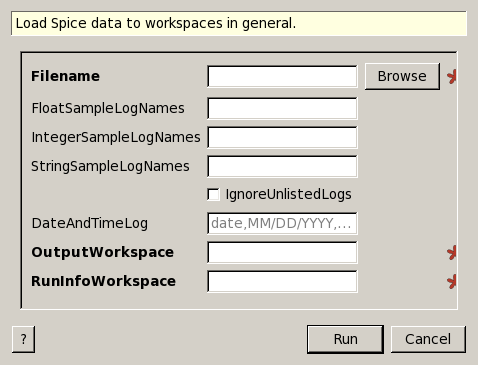 Load Spice data to workspaces in general.
Filename Browse
FloatSampleLogNames
IntegerSampleLogNames
StringSampleLogNames
IgnoreUnlistedLogs
DateAndTimeLog date,MM/DD/YYYY,...
OutputWorkspace
RunInfoWorkspace
? Run Cancel